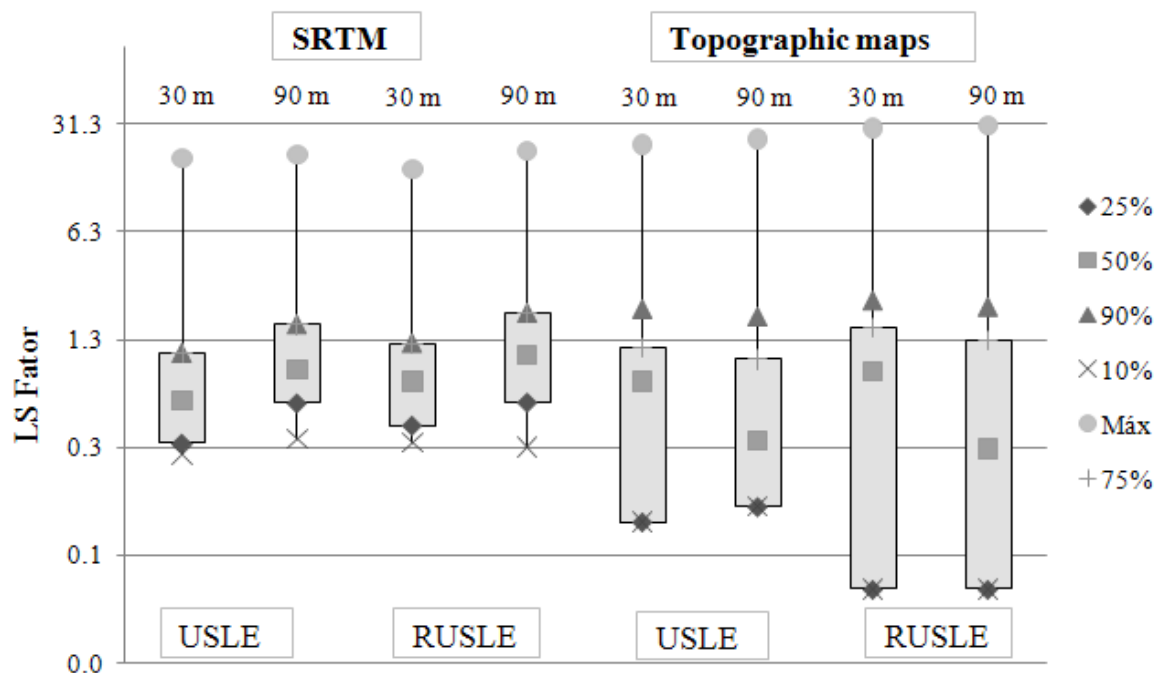 SRTM
Topographic maps
30 m 90 m 30 m 90 m 30 m 90 m 30 m 90 m
31.3
6.3
1.3
0.3
0.1
0.0
LS Fator
25%
50%
90%
10%
Máx
75%
USLE RUSLE USLE RUSLE